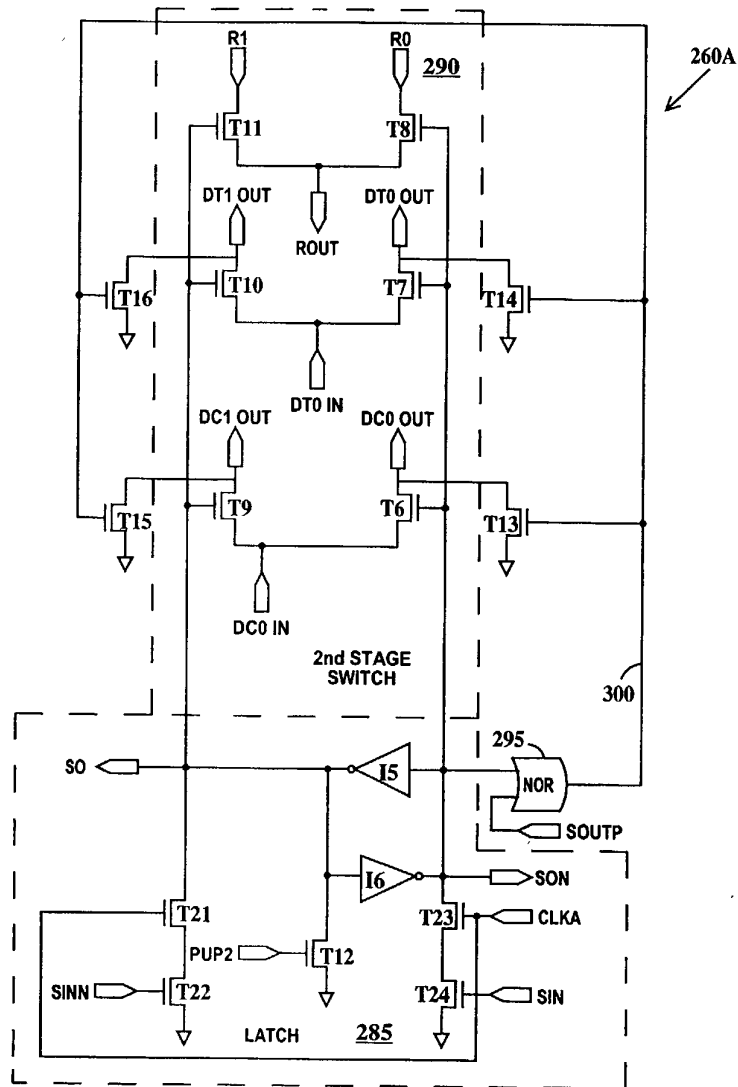 R1
R0
290
260A
T11
T8
ROUT
DT1 OUT
DT0 OUT
T16
T10
T7
T14
DT0 IN
DC1 OUT
DC0 OUT
T15
T9
T6
T13
DC0 IN
2nd STAGE
SWITCH
300
295
SO
I5
NOR
SOUTP
I6
SON
T21
T23
CLKA
PUP2
T12
SINN
T22
T24
SIN
LATCH
285